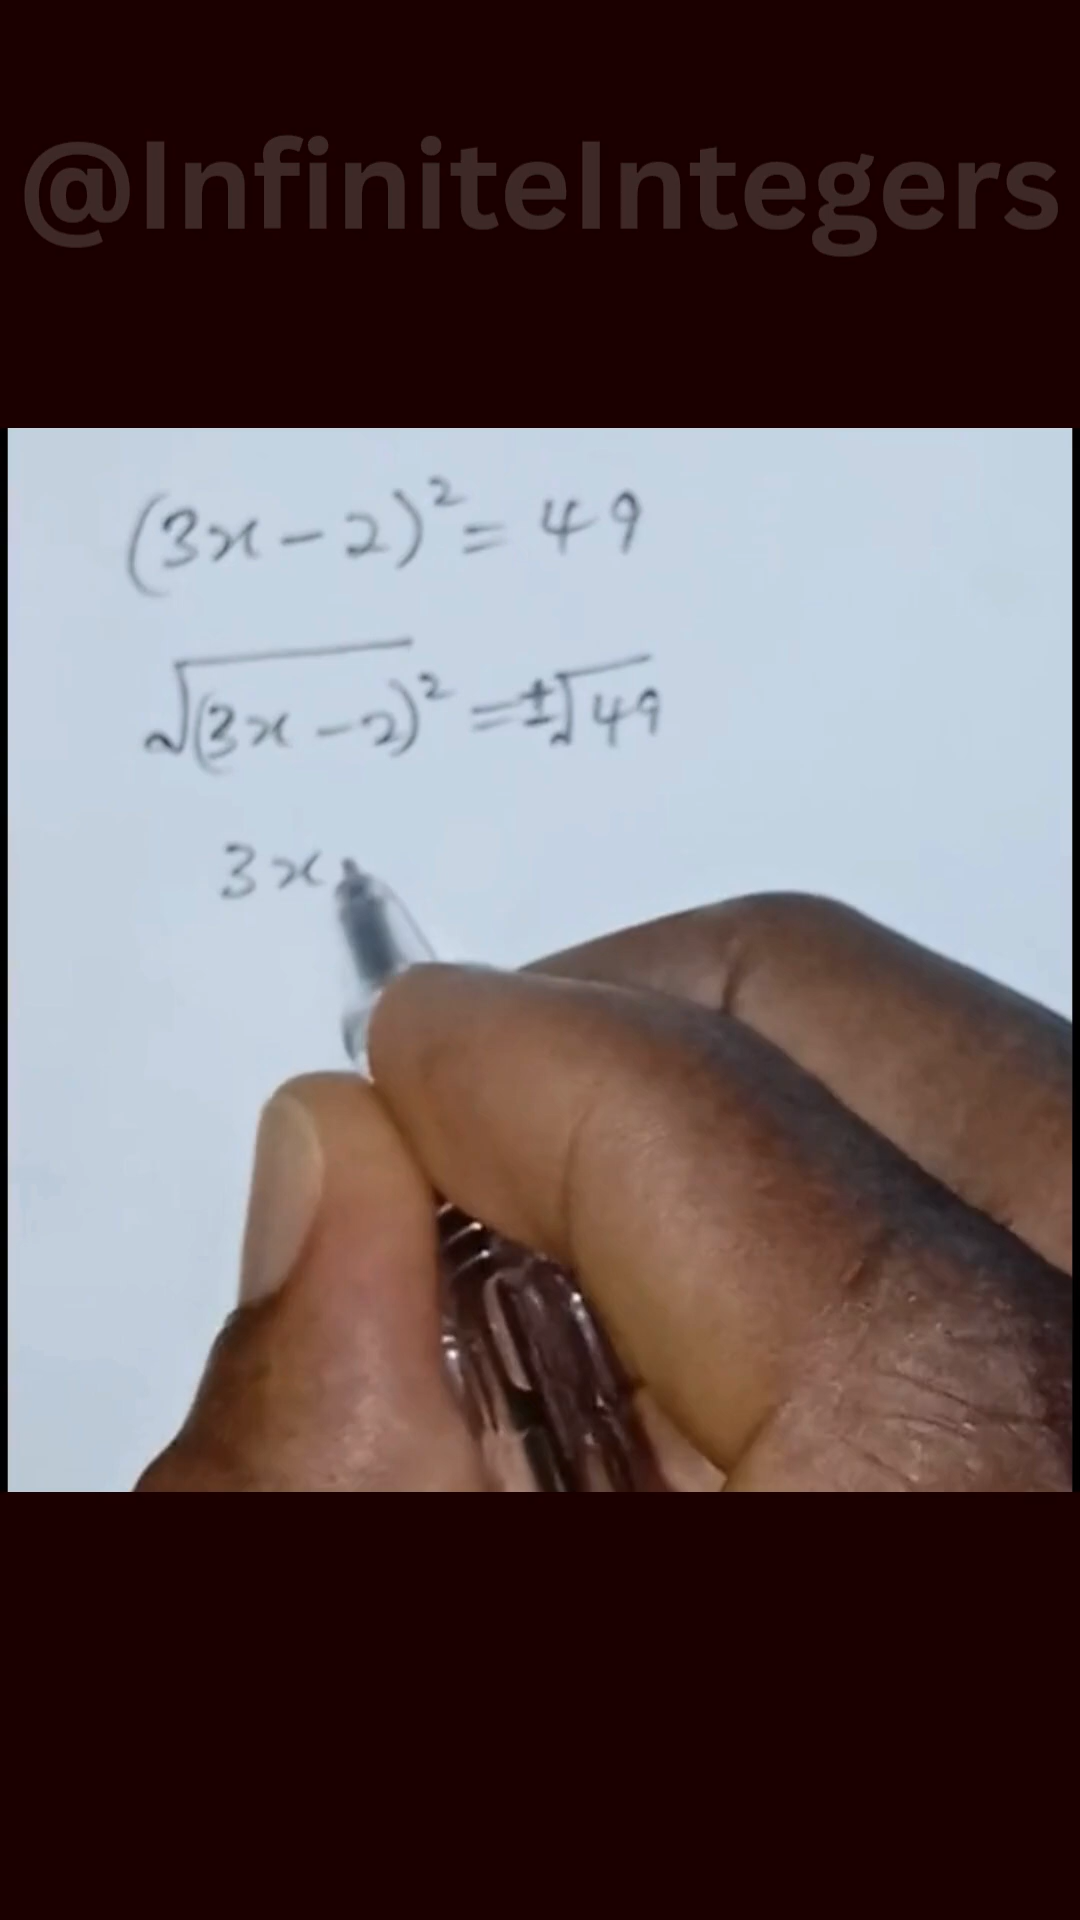 @InfiniteIntegers
(3x-2)² = 49
√(3x-2)² = ±√49
3x